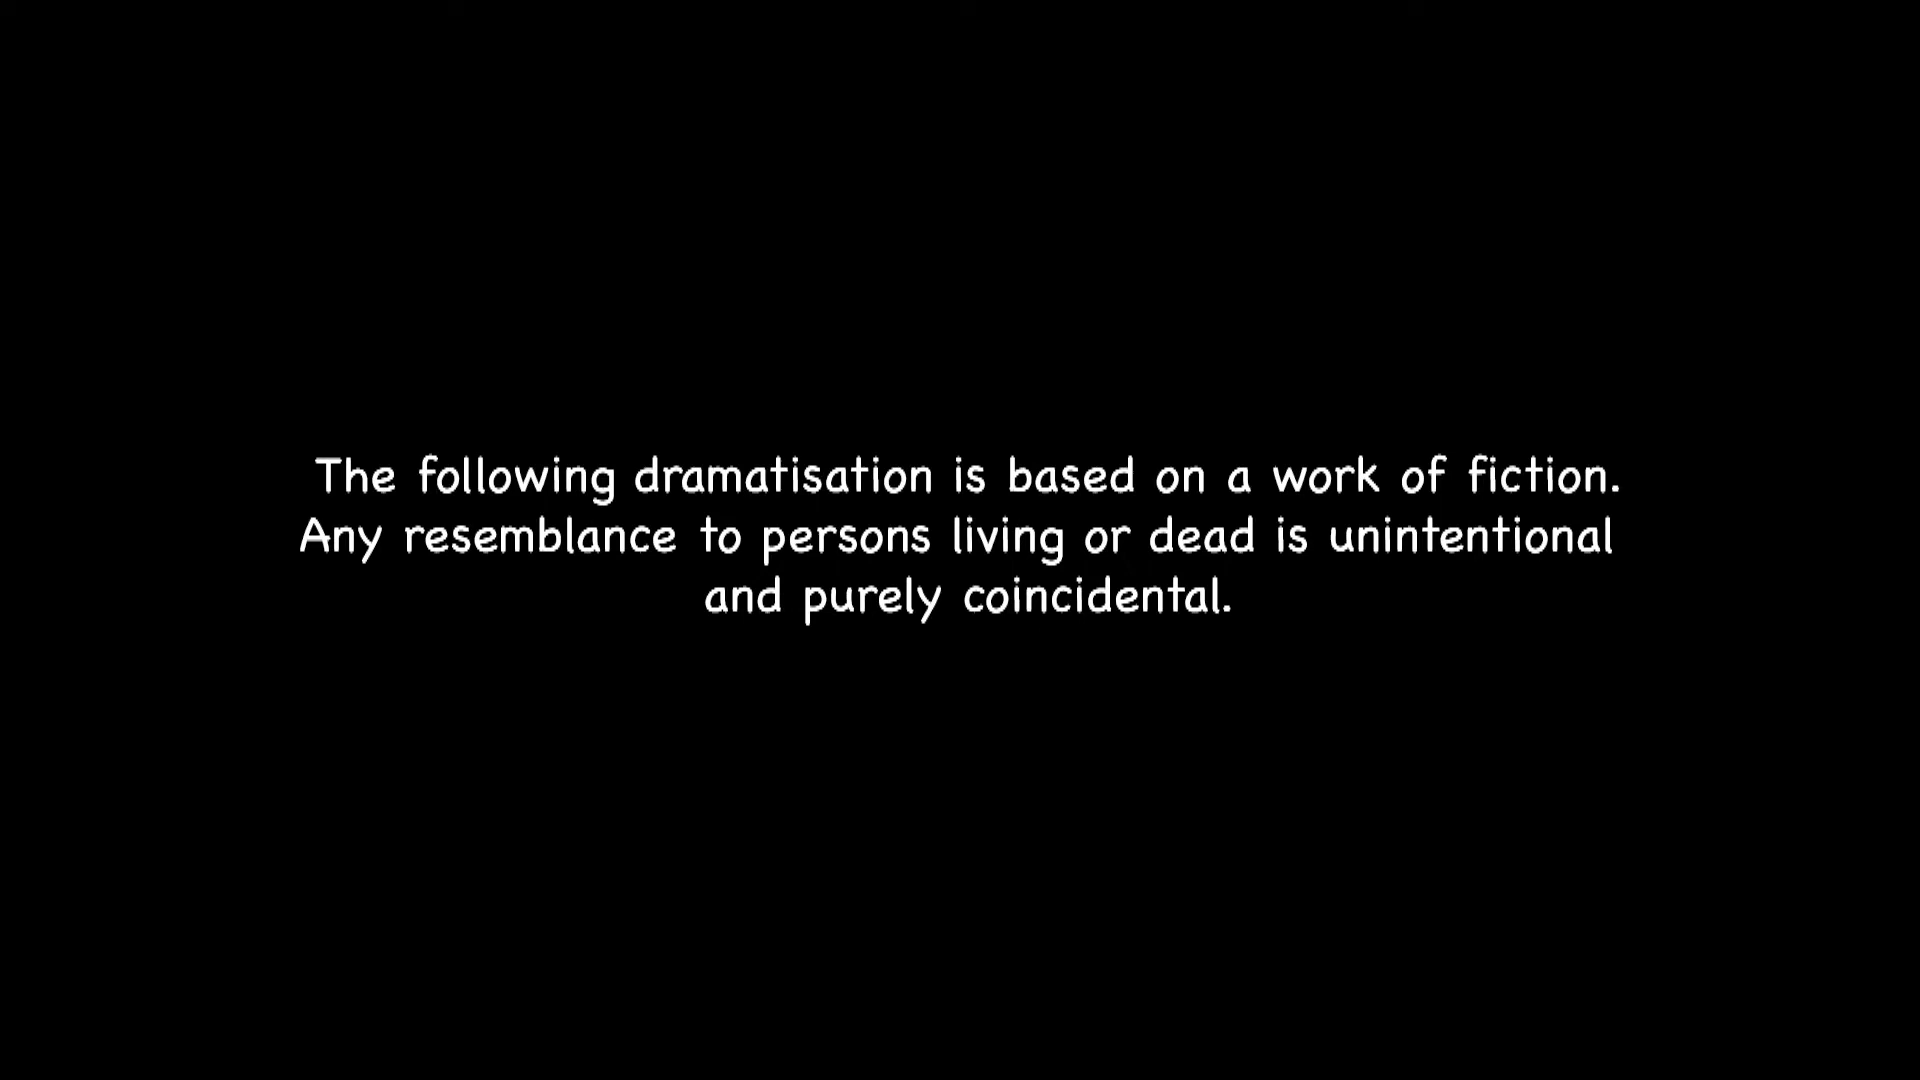 The following dramatisation is based on a work of fiction.
Any resemblance to persons living or dead is unintentional
and purely coincidental.